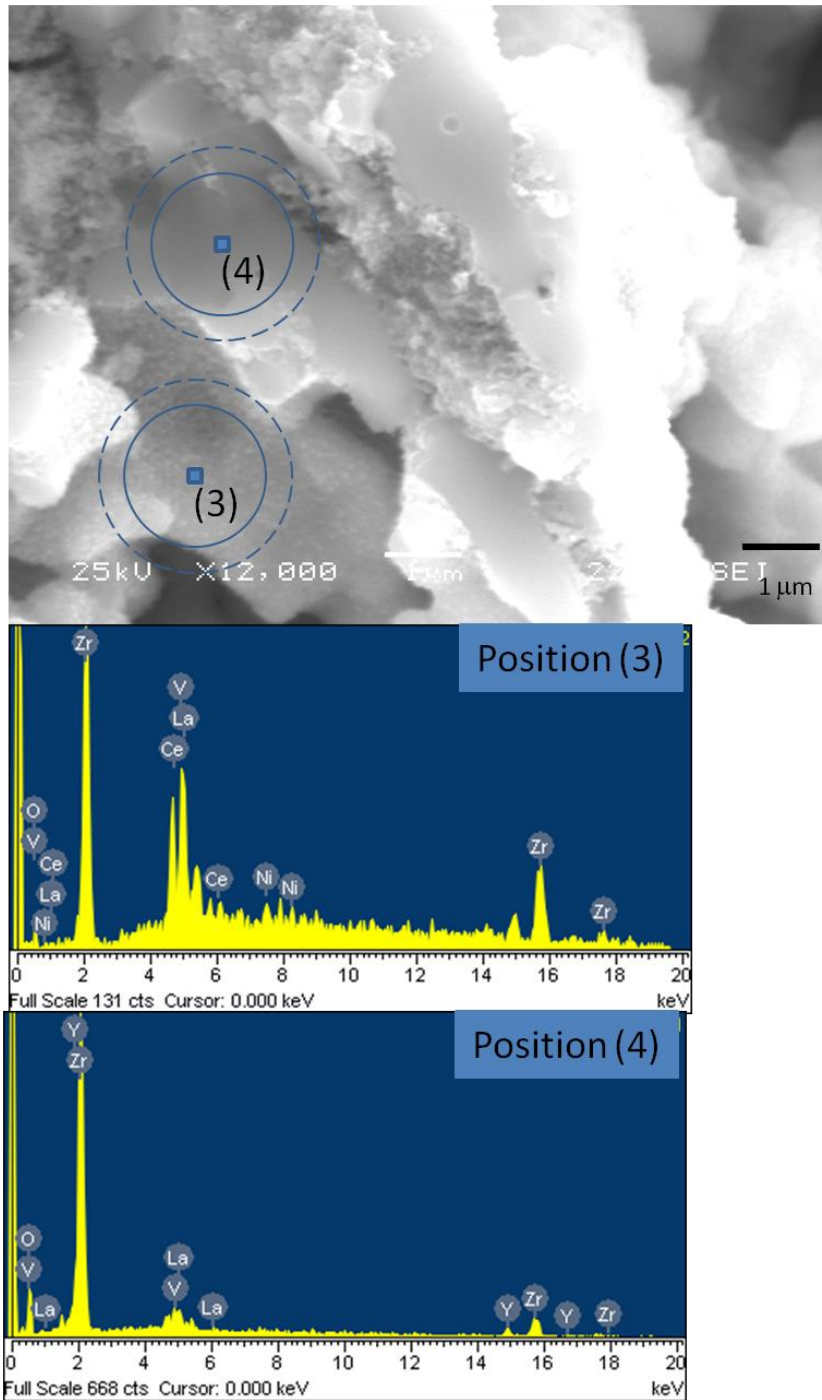 (4)
(3)
25kV X12,000 1μm 22 SEI
1 μm
Position (3)
2
Zr
V
La
Ce
O
V
Ce
La
Ni
Ce
Ni
Ni
Zr
Zr
0 2 4 6 8 10 12 14 16 18 20
Full Scale 131 cts Cursor: 0.000 keV keV
Position (4)
Y
Zr
O
V
La
La
V
La
Y
Zr
Y
Zr
0 2 4 6 8 10 12 14 16 18 20
Full Scale 668 cts Cursor: 0.000 keV keV